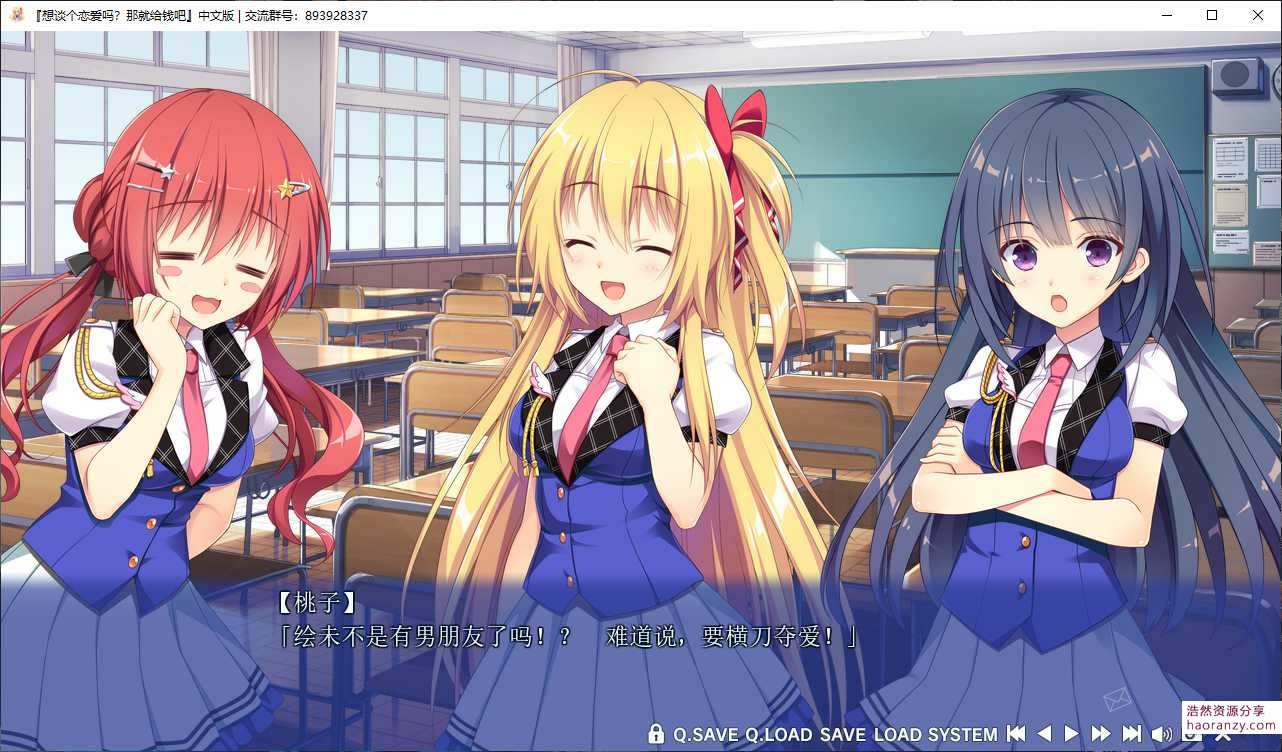 『想谈个恋爱吗？那就给钱吧』中文版 | 交流群号：893928337
【桃子】
「绘未不是有男朋友了吗！？　难道说，要横刀夺爱！」
Q.SAVE Q.LOAD SAVE LOAD SYSTEM
浩然资源分享
haoranzy.com